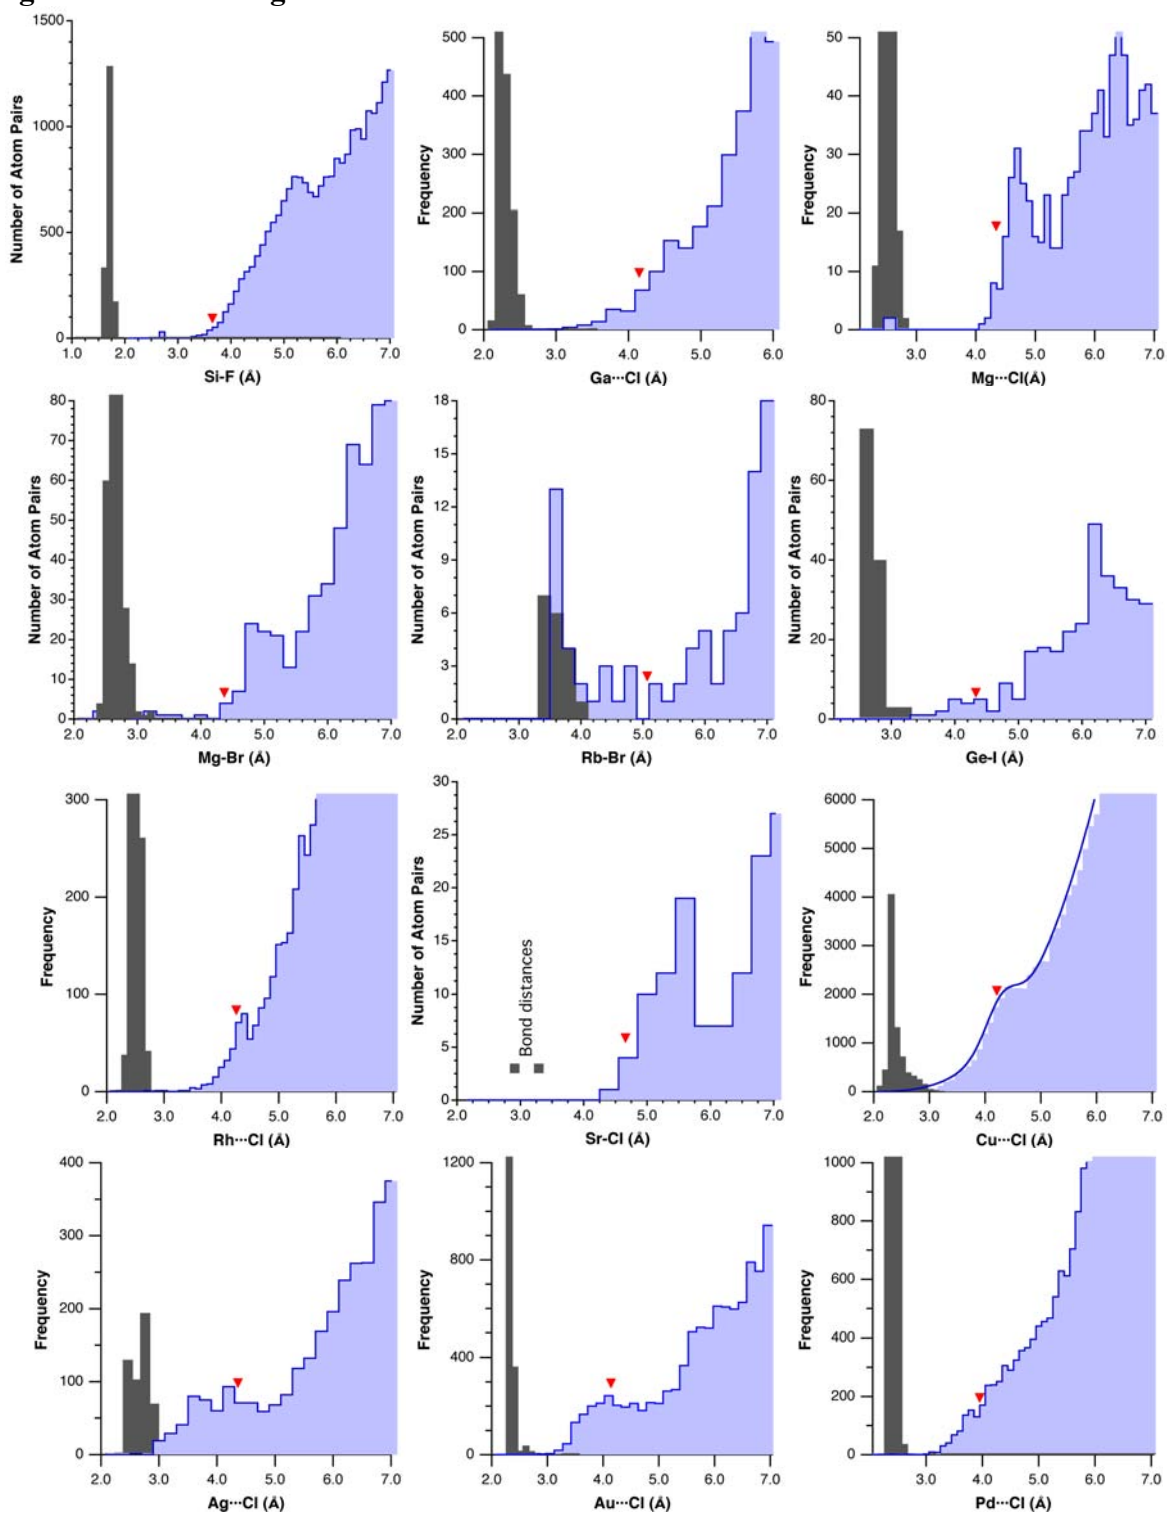 1500
1000
500
0
Number of Atom Pairs
1.0 2.0 3.0 4.0 5.0 6.0 7.0
Si-F (Å)
500
400
300
200
100
0
Frequency
2.0 3.0 4.0 5.0 6.0
Ga···Cl (Å)
50
40
30
20
10
0
Frequency
3.0 4.0 5.0 6.0 7.0
Mg···Cl(Å)
80
70
60
50
40
30
20
10
0
Number of Atom Pairs
2.0 3.0 4.0 5.0 6.0 7.0
Mg-Br (Å)
18
15
12
9
6
3
0
Number of Atom Pairs
2.0 3.0 4.0 5.0 6.0 7.0
Rb-Br (Å)
80
60
40
20
0
Number of Atom Pairs
3.0 4.0 5.0 6.0 7.0
Ge-I (Å)
300
200
100
0
Frequency
2.0 3.0 4.0 5.0 6.0 7.0
Rh···Cl (Å)
30
25
20
15
10
5
0
Number of Atom Pairs
Bond distances
2.0 3.0 4.0 5.0 6.0 7.0
Sr-Cl (Å)
6000
5000
4000
3000
2000
1000
0
Frequency
2.0 3.0 4.0 5.0 6.0 7.0
Cu···Cl (Å)
400
300
200
100
0
Frequency
2.0 3.0 4.0 5.0 6.0 7.0
Ag···Cl (Å)
1200
800
400
0
Frequency
2.0 3.0 4.0 5.0 6.0 7.0
Au···Cl (Å)
1000
800
600
400
200
0
Frequency
3.0 4.0 5.0 6.0 7.0
Pd···Cl (Å)